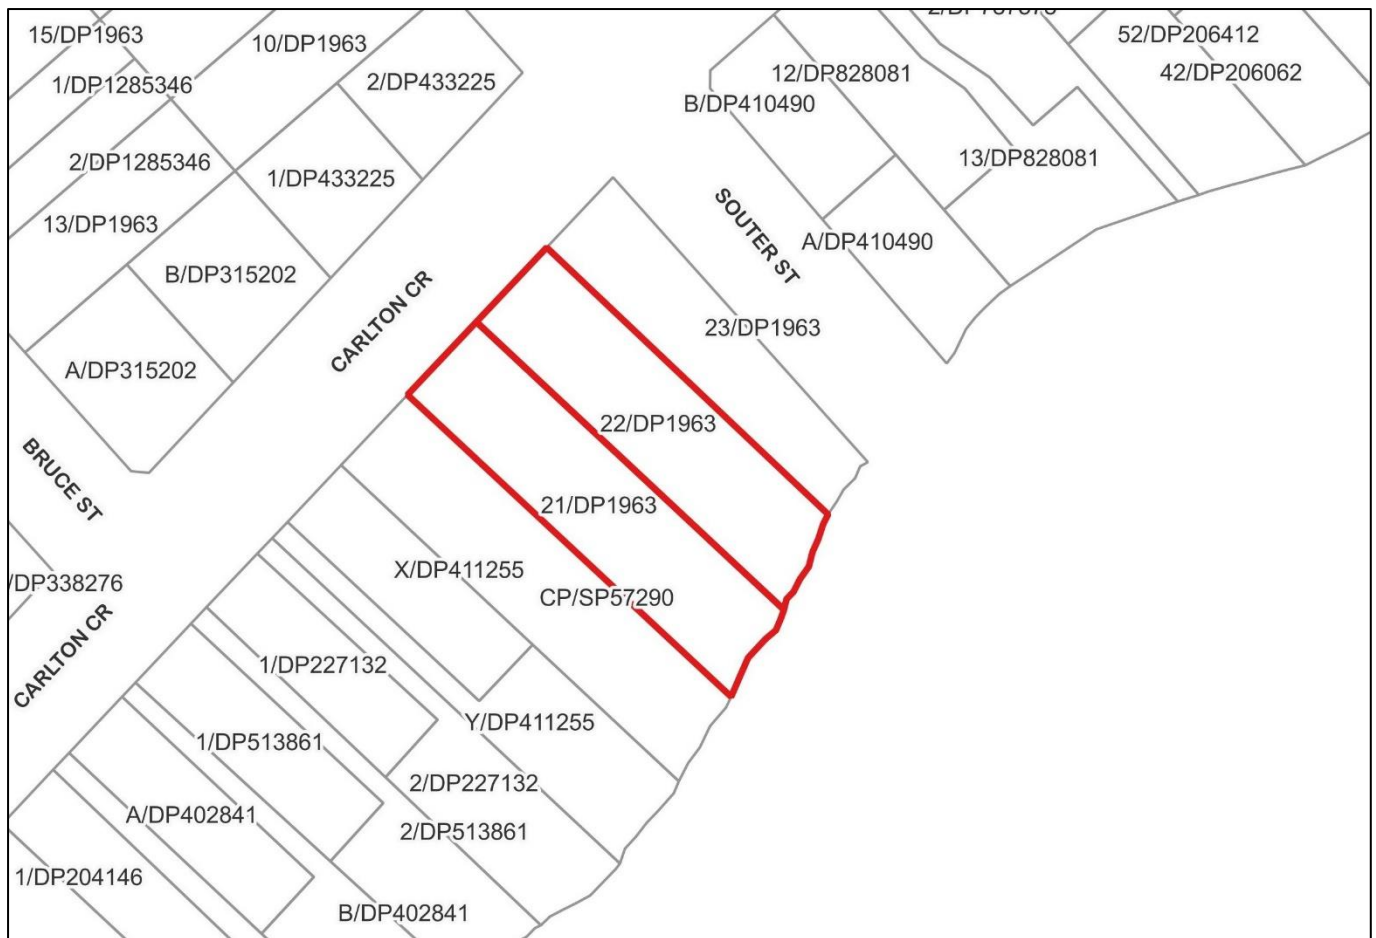 15/DP1963
10/DP1963
52/DP206412
1/DP1285346
2/DP433225
12/DP828081
42/DP206062
B/DP410490
2/DP1285346
1/DP433225
13/DP828081
13/DP1963
SOUTER ST
A/DP410490
B/DP315202
CARLTON CR
23/DP1963
A/DP315202
22/DP1963
BRUCE ST
21/DP1963
X/DP411255
/DP338276
CP/SP57290
CARLTON CR
1/DP227132
Y/DP411255
1/DP513861
2/DP227132
A/DP402841
2/DP513861
1/DP204146
B/DP402841